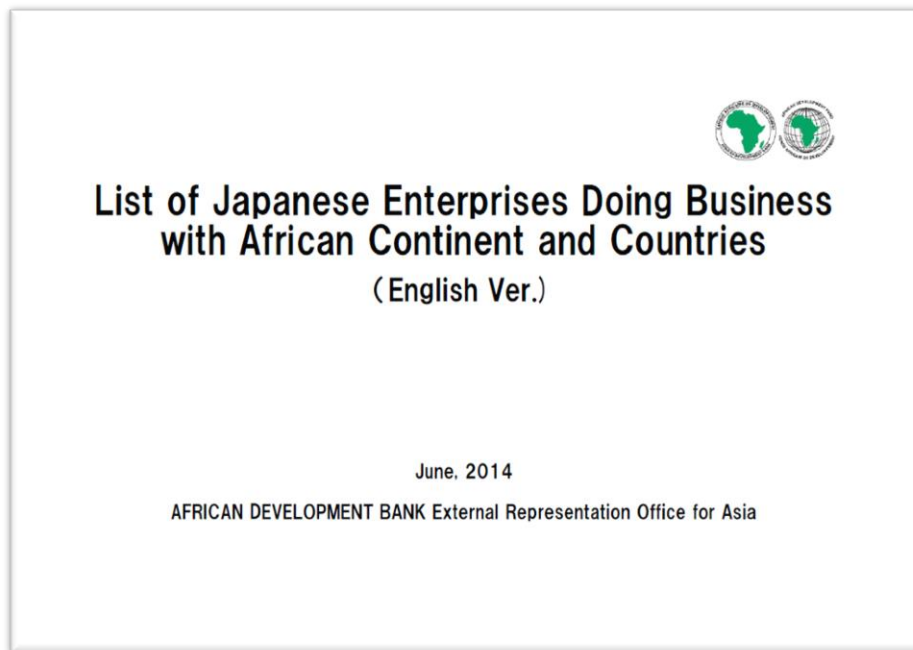 List of Japanese Enterprises Doing Business
with African Continent and Countries
(English Ver.)
June, 2014
AFRICAN DEVELOPMENT BANK External Representation Office for Asia